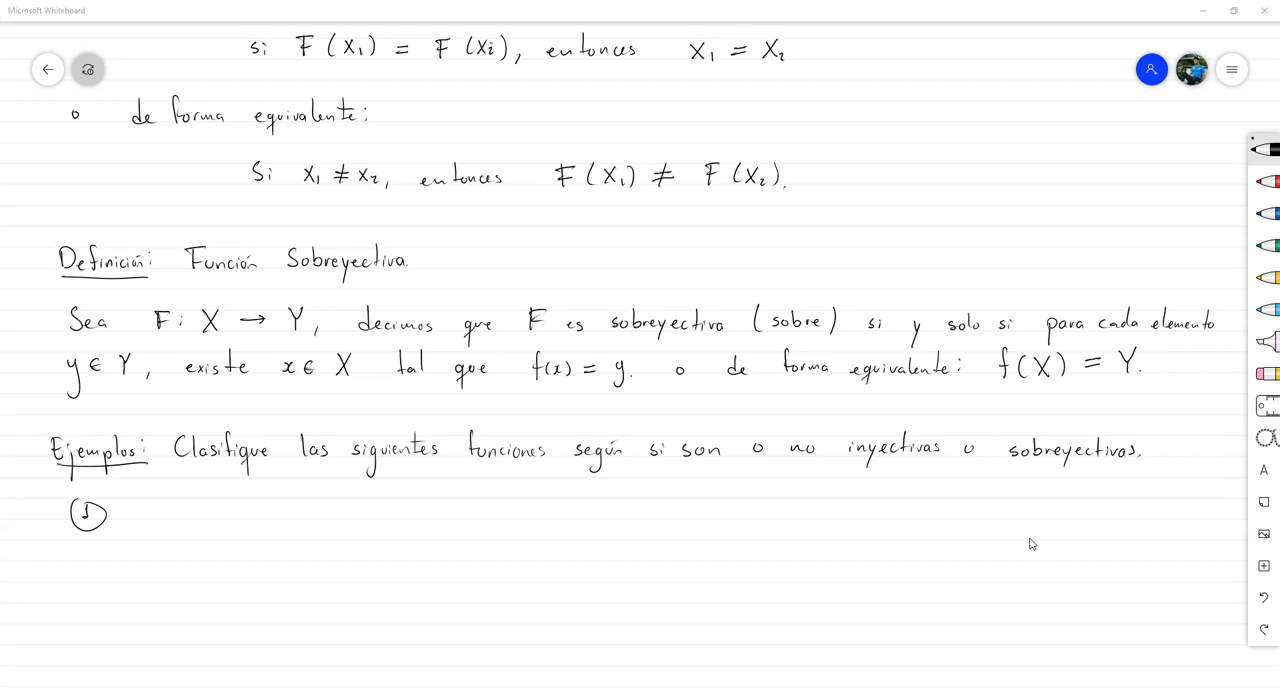 Microsoft Whiteboard
si F(x₁) = F(x₂), entonces x₁ = x₂
o de forma equivalente:
Si x₁ ≠ x₂, entonces F(x₁) ≠ F(x₂).
Definición: Función Sobreyectiva.
Sea F: X → Y, decimos que F es sobreyectiva (sobre) si y solo si para cada elemento
y ∈ Y, existe x ∈ X tal que f(x) = y. o de forma equivalente: f(X) = Y.
Ejemplos: Clasifique las siguientes funciones según si son o no inyectivas o sobreyectivas.
①
A